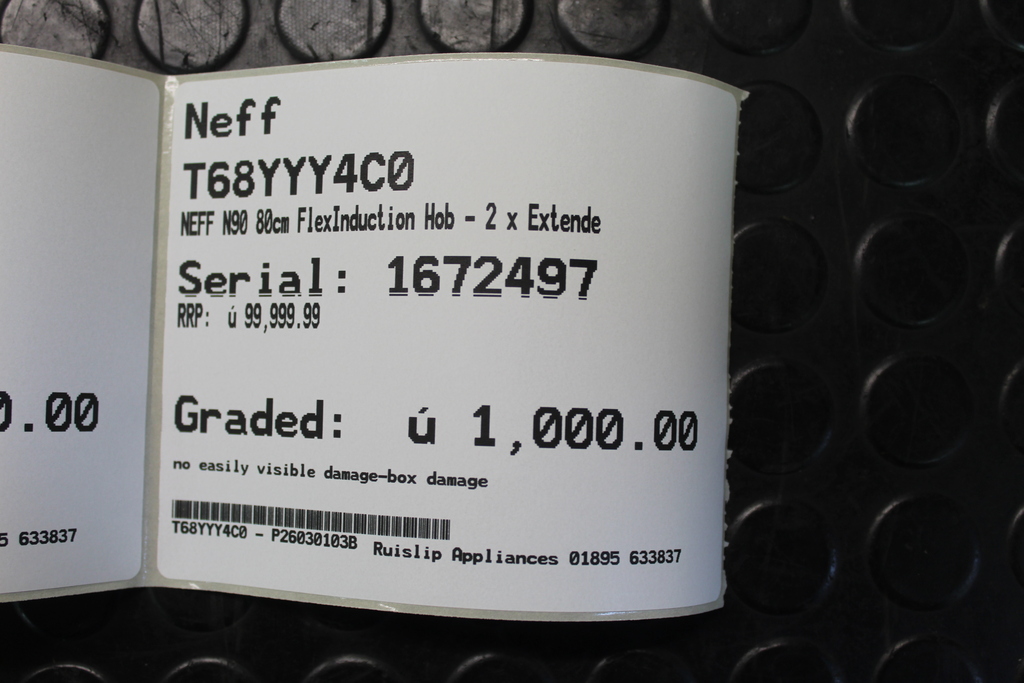 Neff
T68YYY4C0
NEFF N90 80cm FlexInduction Hob - 2 x Extende
Serial: 1672497
RRP: ú 99,999.99
Graded: ú 1,000.00
no easily visible damage-box damage
T68YYY4C0 - P26030103B
Ruislip Appliances 01895 633837
0.00
5 633837